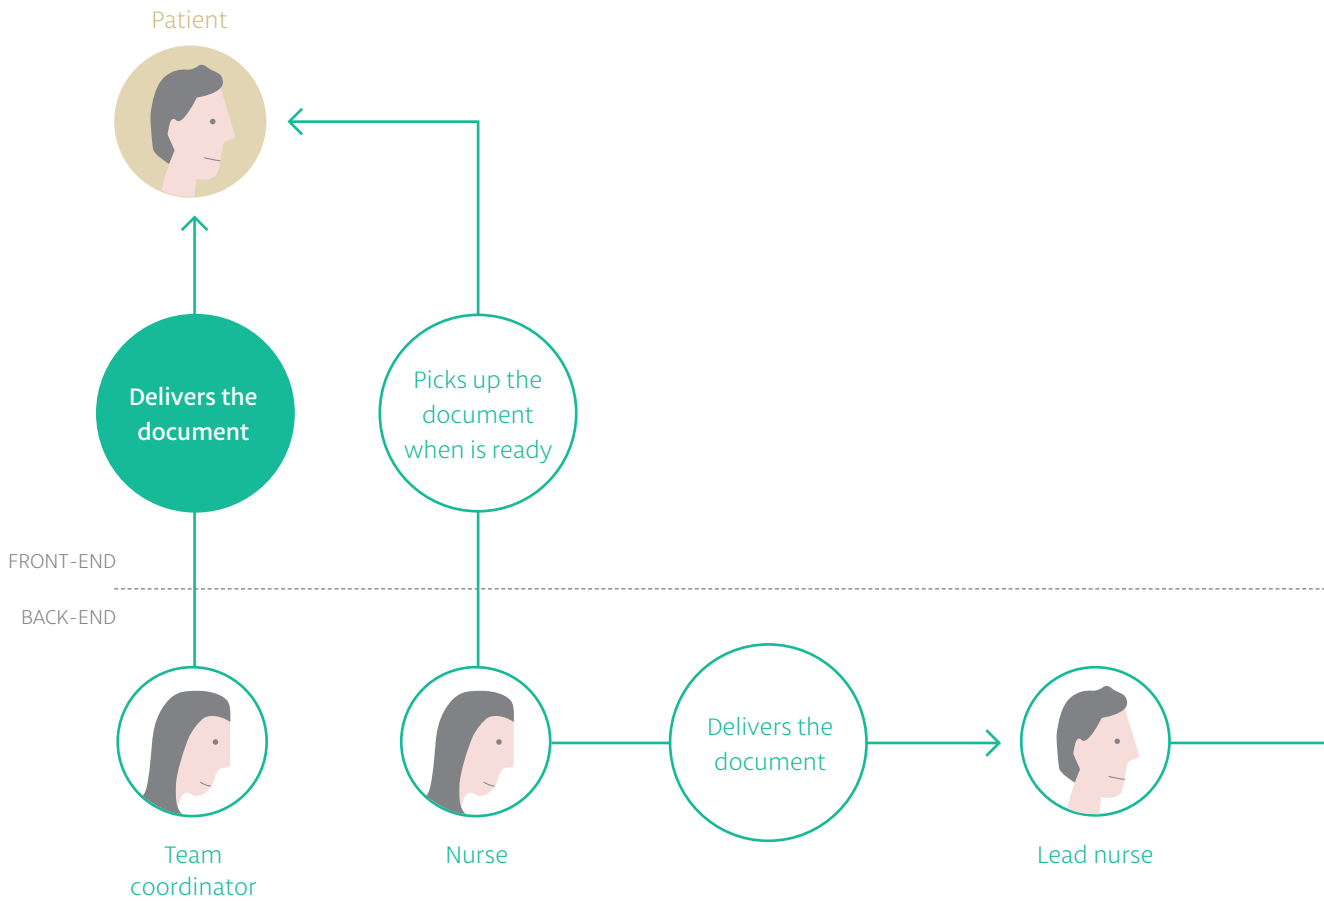 Patient
Delivers the
document
Picks up the
document
when is ready
FRONT-END
BACK-END
Delivers the
document
Team
coordinator
Nurse
Lead nurse